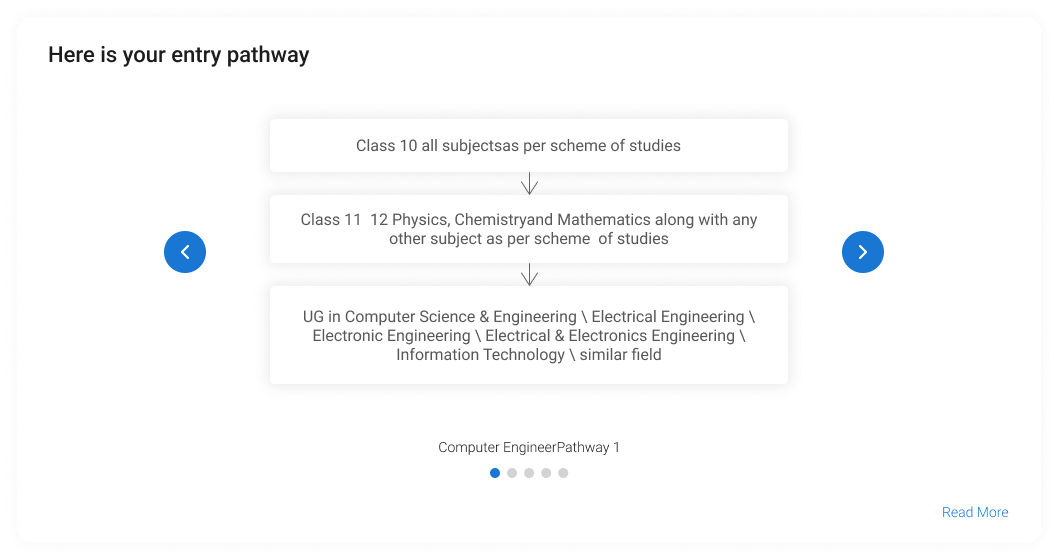 Here is your entry pathway
Class 10 all subjectsas per scheme of studies
Class 11  12 Physics, Chemistryand Mathematics along with any
other subject as per scheme  of studies
UG in Computer Science & Engineering \ Electrical Engineering \
Electronic Engineering \ Electrical & Electronics Engineering \
Information Technology \ similar field
Computer EngineerPathway 1
Read More